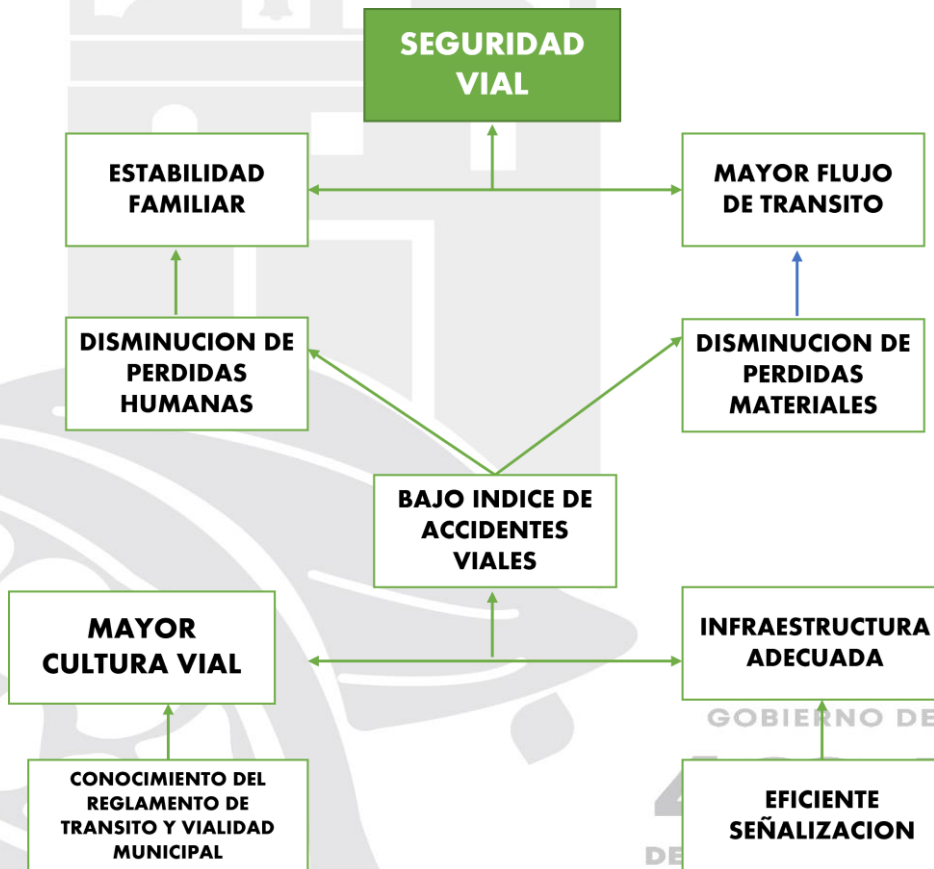 SEGURIDAD
VIAL
ESTABILIDAD
FAMILIAR
MAYOR FLUJO
DE TRANSITO
DISMINUCION DE
PERDIDAS
HUMANAS
DISMINUCION DE
PERDIDAS
MATERIALES
BAJO INDICE DE
ACCIDENTES
VIALES
MAYOR
CULTURA VIAL
INFRAESTRUCTURA
ADECUADA
GOBIERNO DE
CONOCIMIENTO DEL
REGLAMENTO DE
TRANSITO Y VIALIDAD
MUNICIPAL
EFICIENTE
SEÑALIZACION
DE